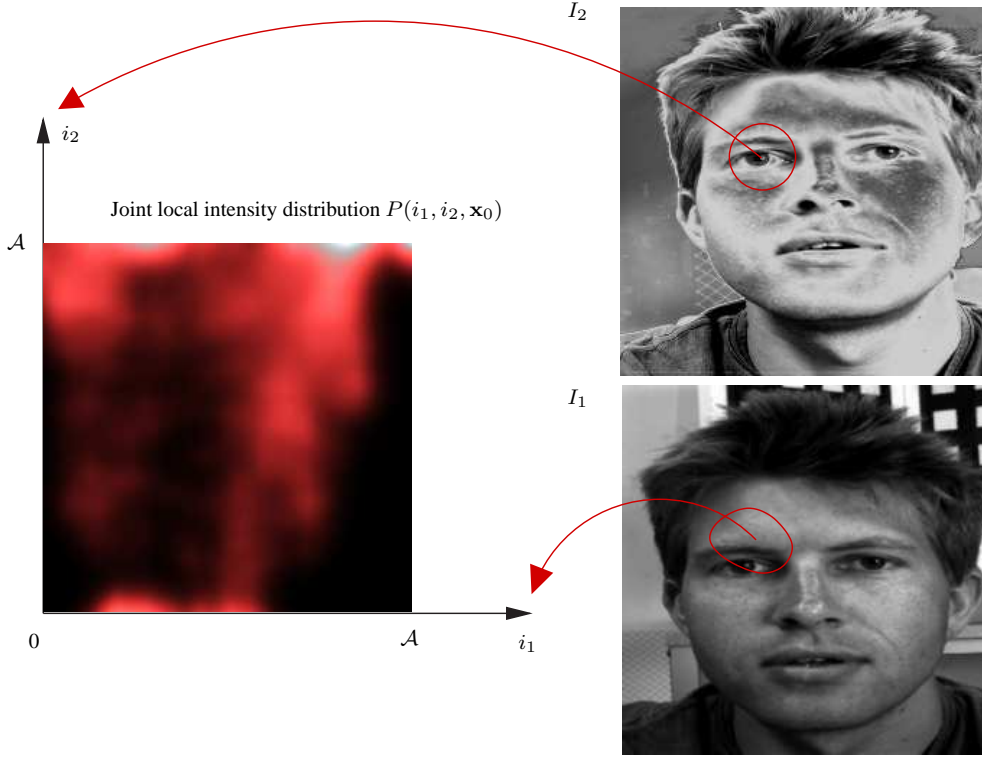 I₂
i₂
Joint local intensity distribution P(i₁, i₂, x₀)
𝒜
I₁
0
𝒜
i₁